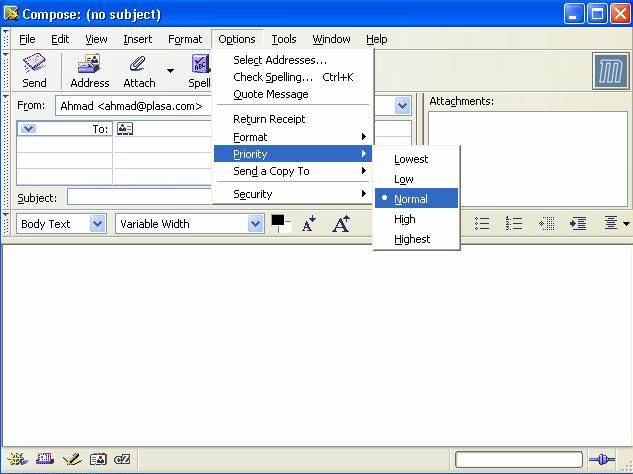 Compose: (no subject)
File Edit View Insert Format Options Tools Window Help
Select Addresses...
Check Spelling... Ctrl+K
Quote Message
Return Receipt
Format
Priority
Send a Copy To
Security
Lowest
Low
Normal
High
Highest
Send Address Attach Spell
From: Ahmad <ahmad@plasa.com>
Attachments:
To:
Subject:
Body Text Variable Width